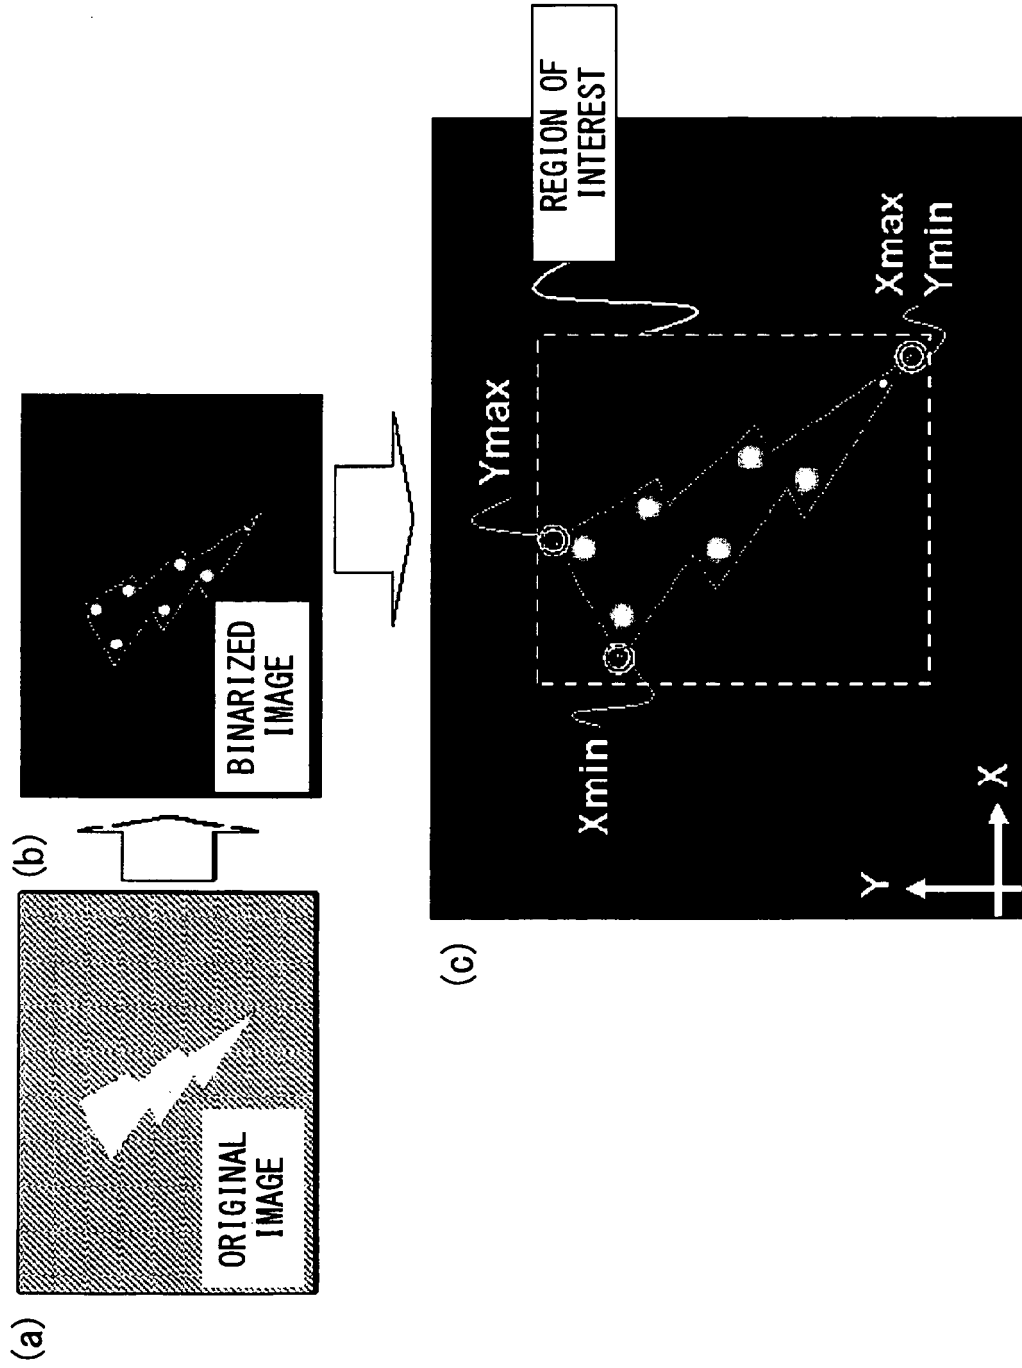 (a)
ORIGINAL
IMAGE
(b)
BINARIZED
IMAGE
(c)
Ymax
REGION OF
INTEREST
Xmin
Xmax
Ymin
Y
X